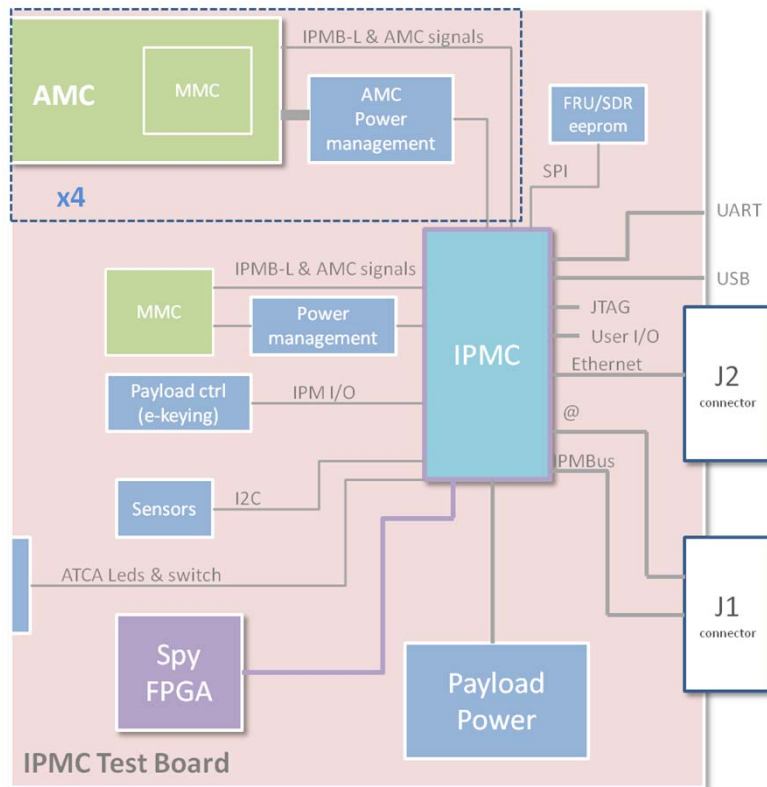 IPMB-L & AMC signals
AMC
MMC
AMC
Power
management
FRU/SDR
eeprom
SPI
x4
UART
USB
IPMB-L & AMC signals
MMC
Power
management
IPMC
JTAG
User I/O
Ethernet
J2
connector
Payload ctrl
(e-keying)
IPM I/O
@
IPMBus
Sensors
I2C
ATCA Leds & switch
J1
connector
Spy
FPGA
Payload
Power
IPMC Test Board